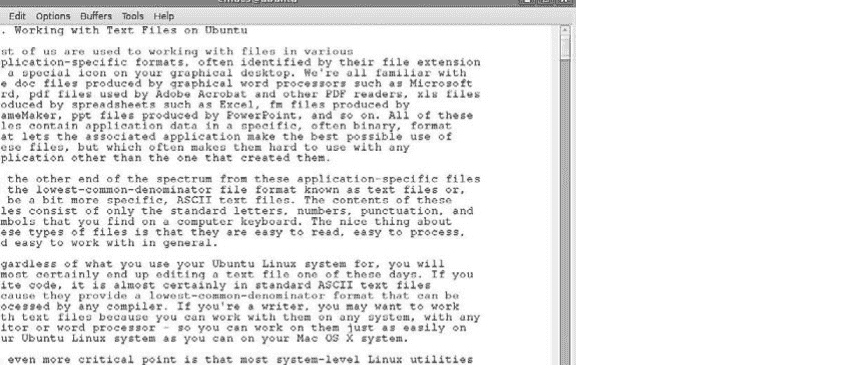 Edit Options Buffers Tools Help
. Working with Text Files on Ubuntu
st of us are used to working with files in various
plication-specific formats, often identified by their file extension
a special icon on your graphical desktop. We're all familiar with
e doc files produced by graphical word processors such as Microsoft
rd, pdf files used by Adobe Acrobat and other PDF readers, xls files
oduced by spreadsheets such as Excel, fm files produced by
ameMaker, ppt files produced by PowerPoint, and so on. All of these
les contain application data in a specific, often binary, format
at lets the associated application make the best possible use of
ese files, but which often makes them hard to use with any
plication other than the one that created them.
the other end of the spectrum from these application-specific files
the lowest-common-denominator file format known as text files or,
be a bit more specific, ASCII text files. The contents of these
les consist of only the standard letters, numbers, punctuation, and
mbols that you find on a computer keyboard. The nice thing about
ese types of files is that they are easy to read, easy to process,
d easy to work with in general.
gardless of what you use your Ubuntu Linux system for, you will
most certainly end up editing a text file one of these days. If you
ite code, it is almost certainly in standard ASCII text files
cause they provide a lowest-common-denominator format that can be
ocessed by any compiler. If you're a writer, you may want to work
th text files because you can work with them on any system, with any
itor or word processor - so you can work on them just as easily on
ur Ubuntu Linux system as you can on your Mac OS X system.
even more critical point is that most system-level Linux utilities